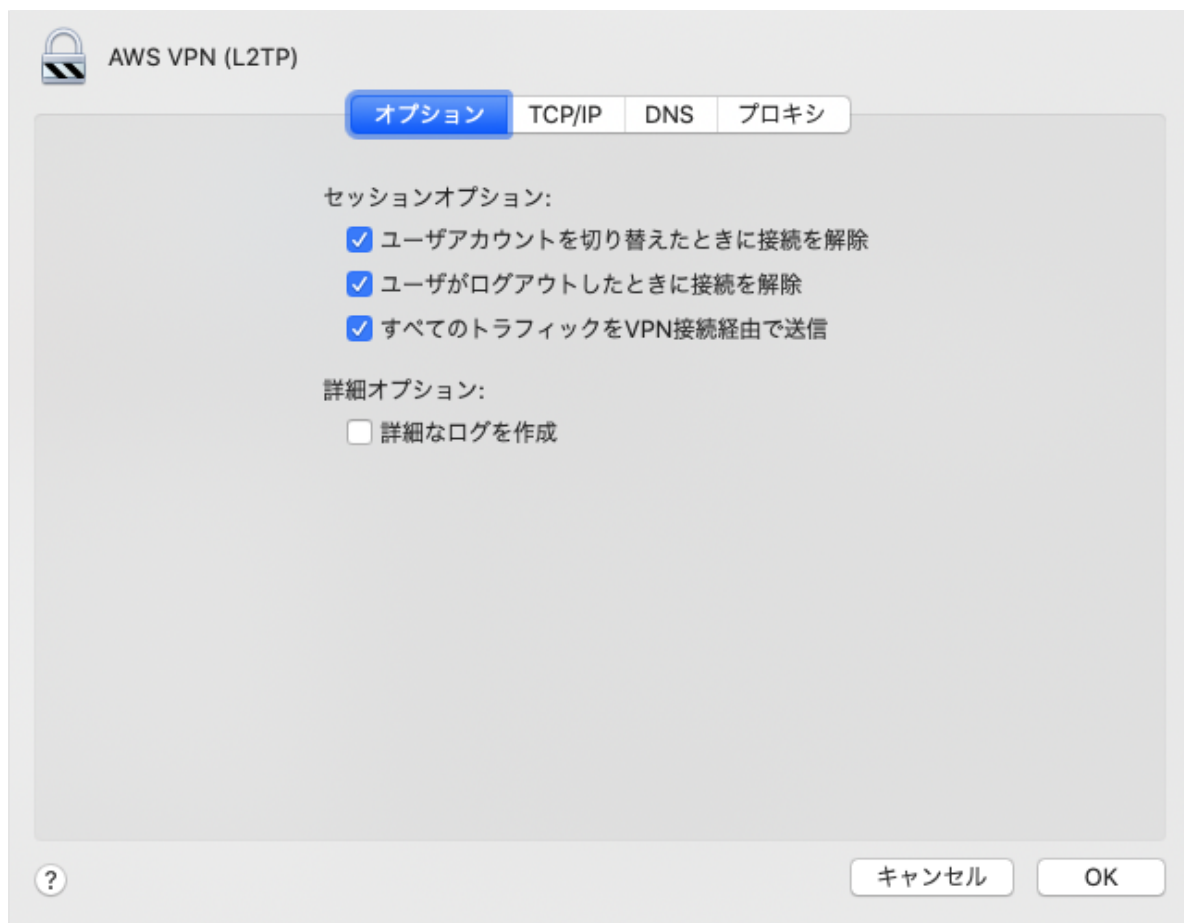 AWS VPN (L2TP)
オプション TCP/IP DNS プロキシ
セッションオプション:
ユーザアカウントを切り替えたときに接続を解除
ユーザがログアウトしたときに接続を解除
すべてのトラフィックをVPN接続経由で送信
詳細オプション:
詳細なログを作成
? キャンセル OK